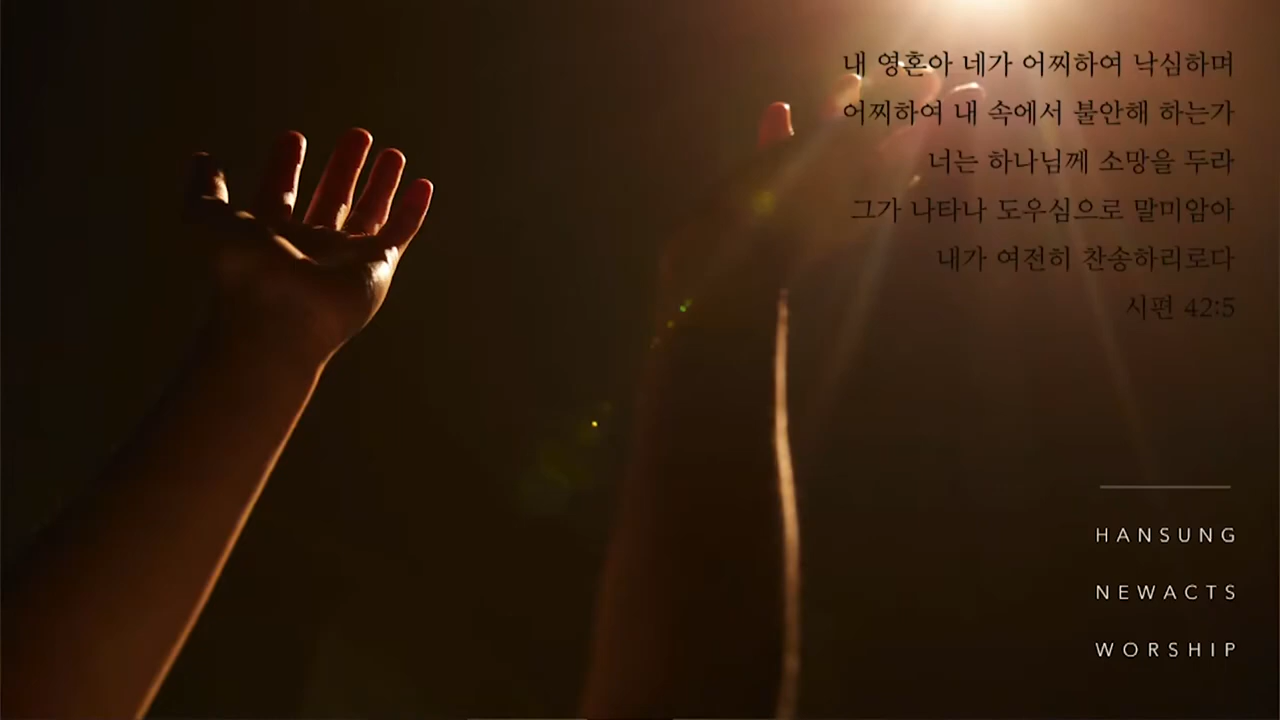 내 영혼아 네가 어찌하여 낙심하며
어찌하여 내 속에서 불안해 하는가
너는 하나님께 소망을 두라
그가 나타나 도우심으로 말미암아
내가 여전히 찬송하리로다
시편 42:5
HANSUNG
NEWACTS
WORSHIP